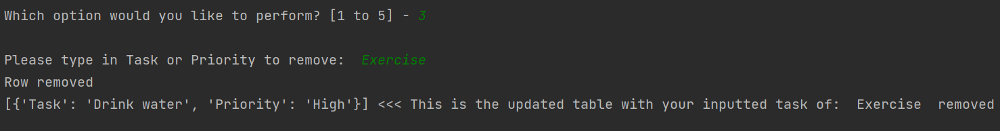 Which option would you like to perform? [1 to 5] - 3
Please type in Task or Priority to remove:  Exercise
Row removed
[{'Task': 'Drink water', 'Priority': 'High'}] <<< This is the updated table with your inputted task of:  Exercise  removed